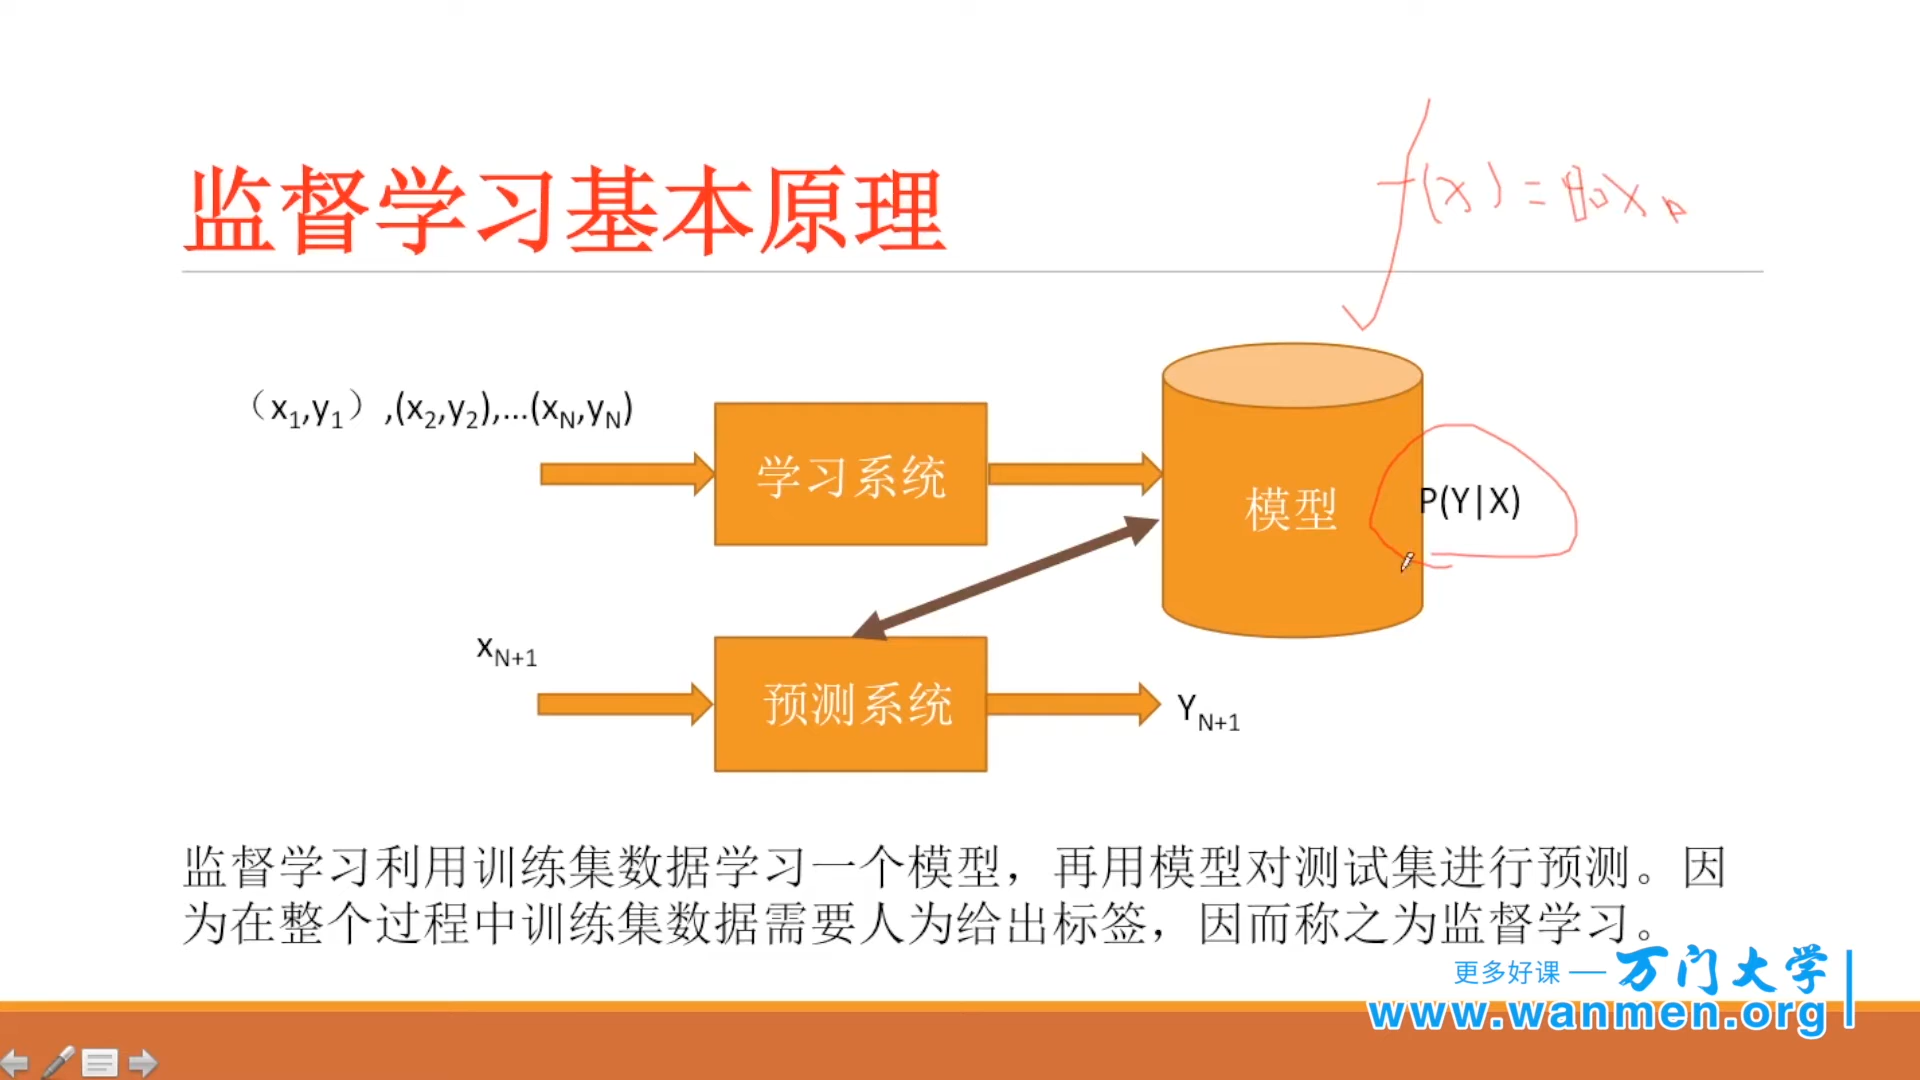 监督学习基本原理
f(x) =
（x1,y1）,(x2,y2),...(xN,yN)
学习系统
模型
P(Y|X)
xN+1
预测系统
YN+1
监督学习利用训练集数据学习一个模型，再用模型对测试集进行预测。因
为在整个过程中训练集数据需要人为给出标签，因而称之为监督学习。
更多好课 — 万门大学
www.wanmen.org